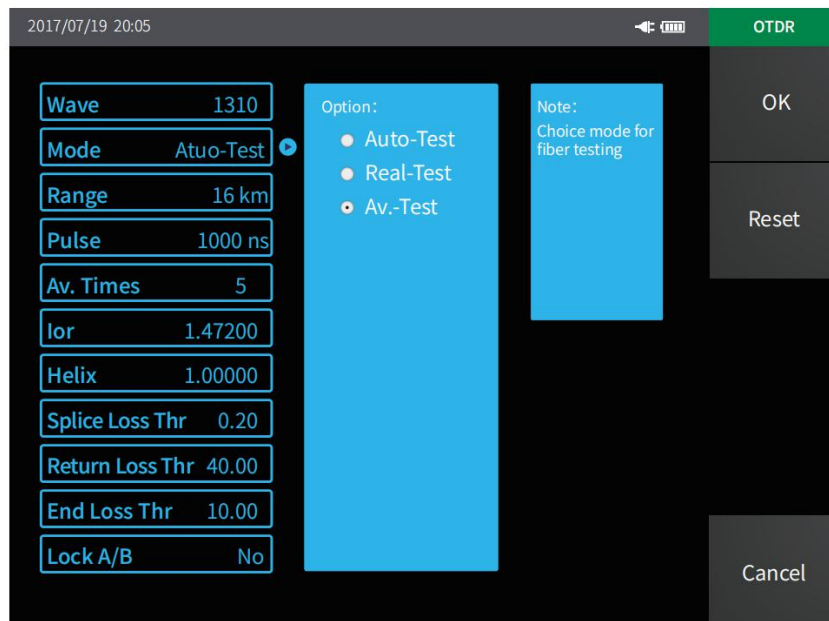 2017/07/19 20:05
OTDR
Wave 1310
Mode Atuo-Test
Range 16 km
Pulse 1000 ns
Av. Times 5
Ior 1.47200
Helix 1.00000
Splice Loss Thr 0.20
Return Loss Thr 40.00
End Loss Thr 10.00
Lock A/B No
Option:
Auto-Test
Real-Test
Av.-Test
Note:
Choice mode for
fiber testing
OK
Reset
Cancel